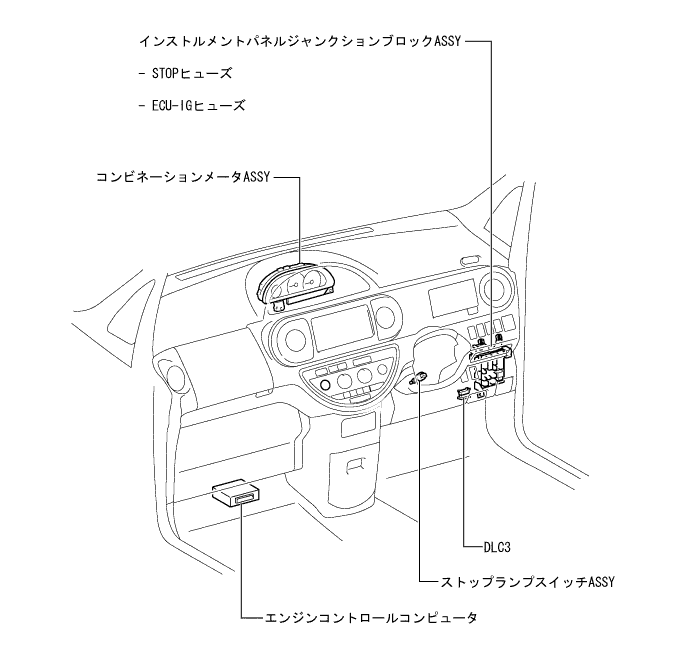 インストルメントパネルジャンクションブロックASSY
- STOPヒューズ
- ECU-IGヒューズ
コンビネーションメータASSY
DLC3
ストップランプスイッチASSY
エンジンコントロールコンピュータ